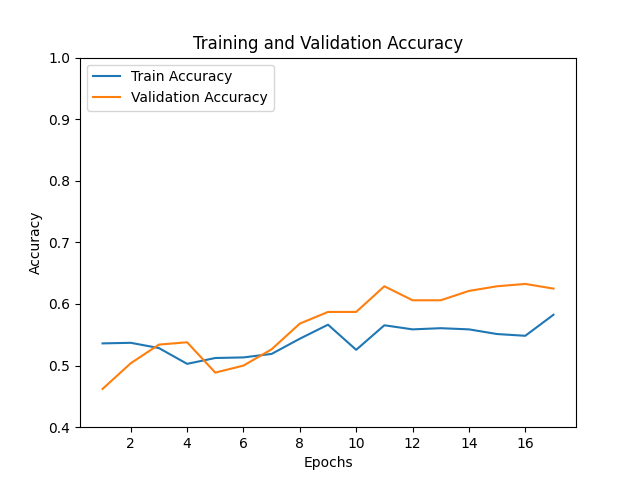 Training and Validation Accuracy
1.0
0.9
0.8
0.7
0.6
0.5
0.4
Accuracy
Train Accuracy
Validation Accuracy
2 4 6 8 10 12 14 16
Epochs